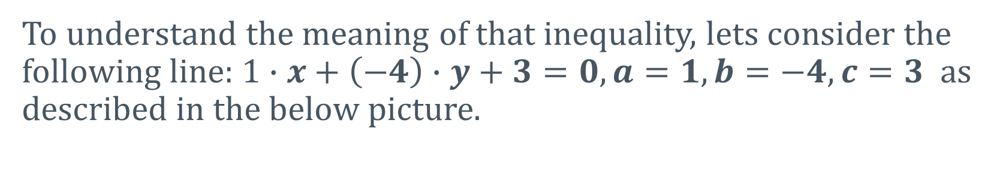 To understand the meaning of that inequality, lets consider the
following line: 1 · x + (−4) · y + 3 = 0, a = 1, b = −4, c = 3 as
described in the below picture.